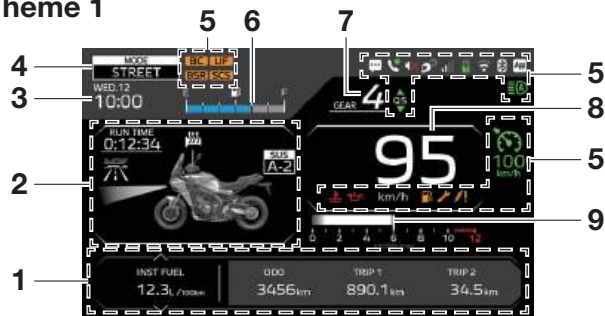 heme 1
5 6 7
4 MODE
STREET
BC LIF
BSR SCS
5
3 WED.12
10:00
E F
GEAR 4 QS
8
2 RUN TIME
0:12:34
SUS
A-2
95
km/h
100
km/h
5
9
0 2 4 6 8 10 12
1 INST FUEL ODO TRIP 1 TRIP 2
12.3L/100km 3456km 890.1km 34.5km